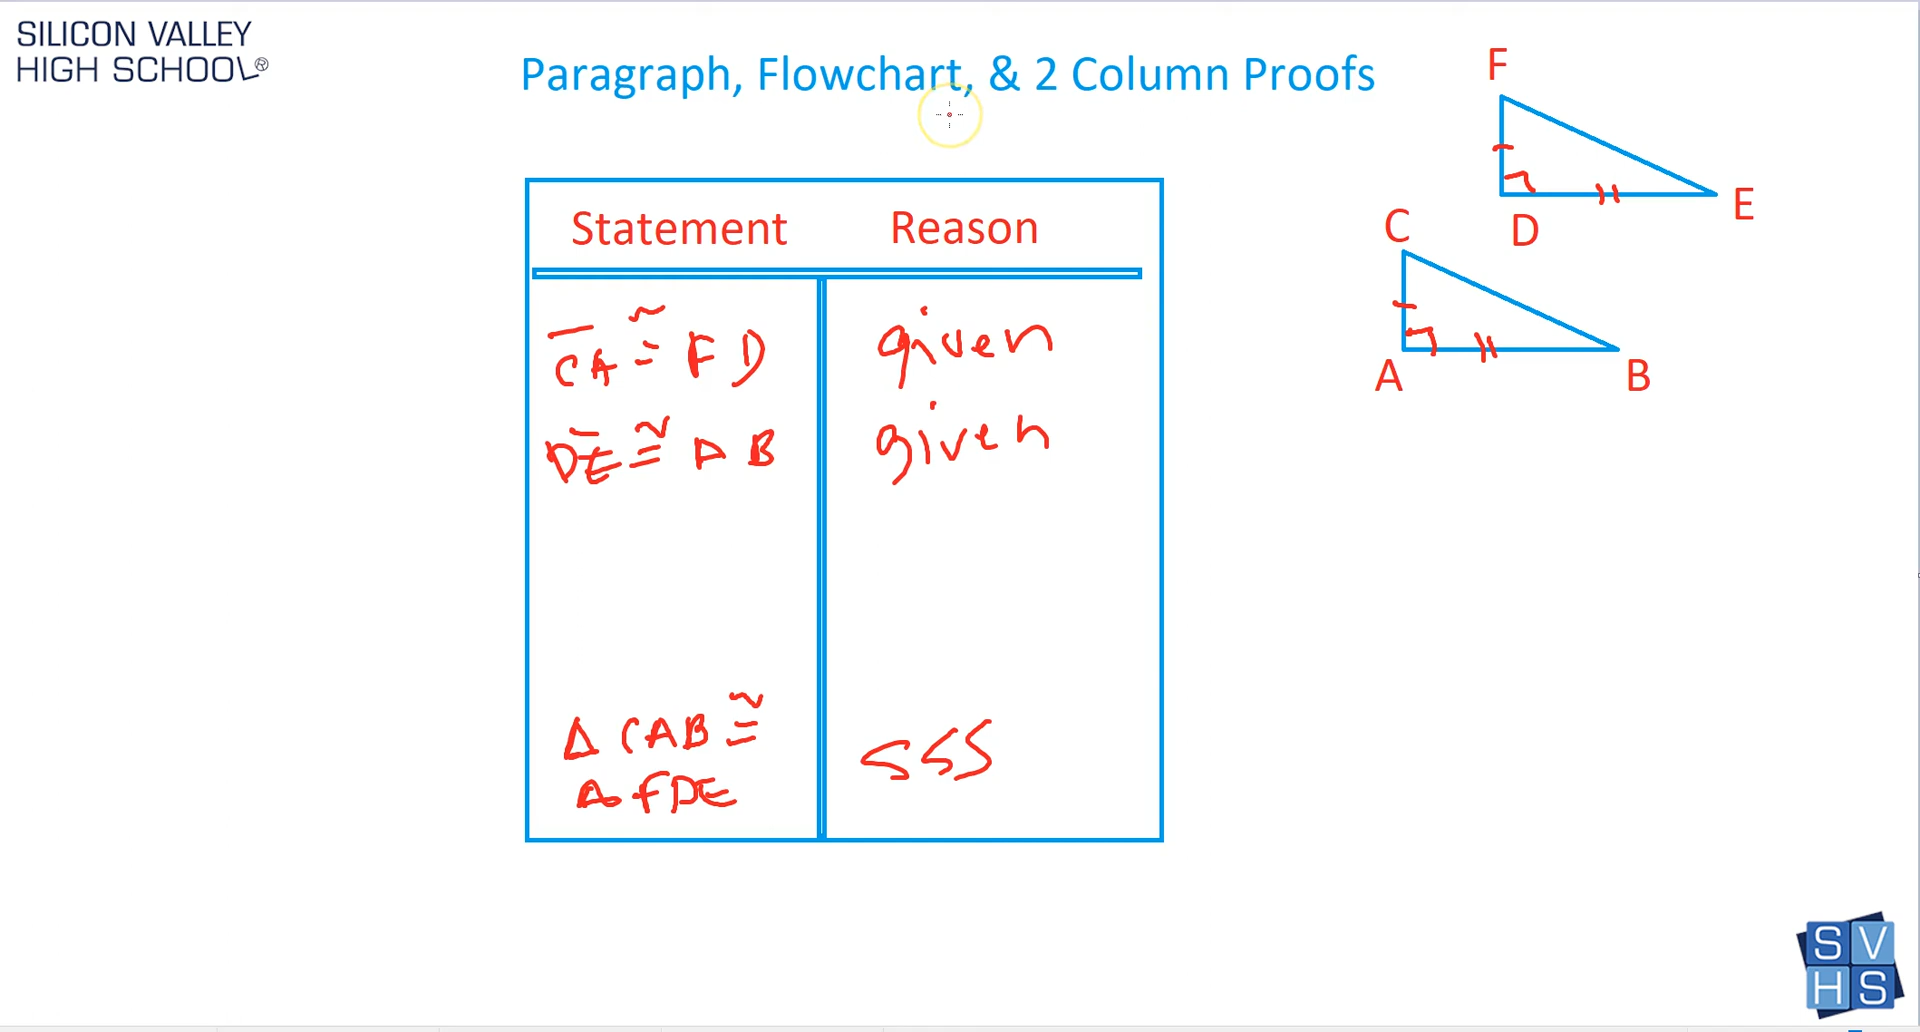 SILICON VALLEY
HIGH SCHOOL®
Paragraph, Flowchart, & 2 Column Proofs
F
E
D
C
A
B
Statement Reason
CA ≅ FD given
DE ≅ AB given
Δ CAB ≅
Δ FDE
SSS
S V
H S